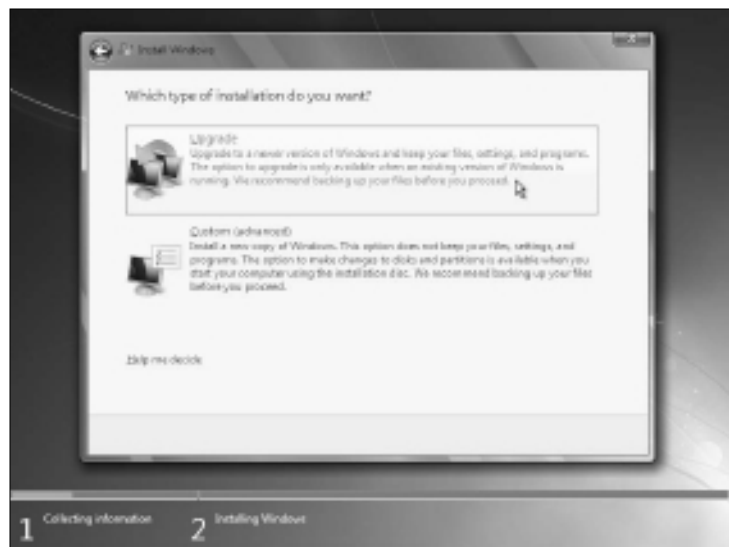 Install Windows
Which type of installation do you want?
Upgrade
Upgrade to a newer version of Windows and keep your files, settings, and programs.
The option to upgrade is only available when an existing version of Windows is
running. We recommend backing up your files before you proceed.
Custom (advanced)
Install a new copy of Windows. This option does not keep your files, settings, and
programs. The option to make changes to disks and partitions is available when you
start your computer using the installation disc. We recommend backing up your files
before you proceed.
Help me decide
1 Collecting information 2 Installing Windows